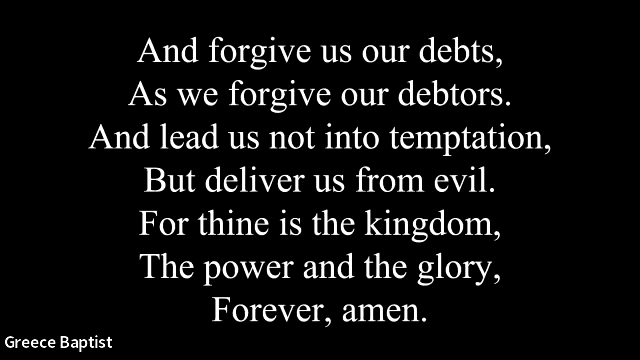 And forgive us our debts,
As we forgive our debtors.
And lead us not into temptation,
But deliver us from evil.
For thine is the kingdom,
The power and the glory,
Forever, amen.
Greece Baptist